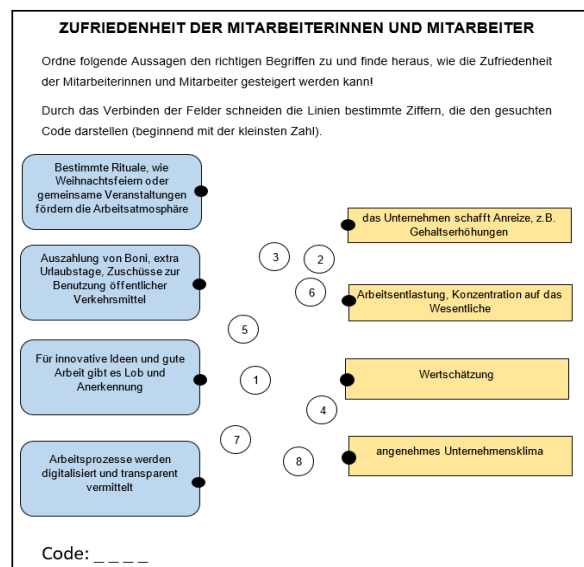 ZUFRIEDENHEIT DER MITARBEITERINNEN UND MITARBEITER
Ordne folgende Aussagen den richtigen Begriffen zu und finde heraus, wie die Zufriedenheit
der Mitarbeiterinnen und Mitarbeiter gesteigert werden kann!
Durch das Verbinden der Felder schneiden die Linien bestimmte Ziffern, die den gesuchten
Code darstellen (beginnend mit der kleinsten Zahl).
Bestimmte Rituale, wie
Weihnachtsfeiern oder
gemeinsame Veranstaltungen
fördern die Arbeitsatmosphäre
das Unternehmen schafft Anreize, z.B.
Gehaltserhöhungen
Auszahlung von Boni, extra
Urlaubstage, Zuschüsse zur
Benutzung öffentlicher
Verkehrsmittel
3
2
6
Arbeitsentlastung, Konzentration auf das
Wesentliche
5
Für innovative Ideen und gute
Arbeit gibt es Lob und
Anerkennung
1
Wertschätzung
4
7
8
Arbeitsprozesse werden
digitalisiert und transparent
vermittelt
angenehmes Unternehmensklima
Code: _ _ _ _